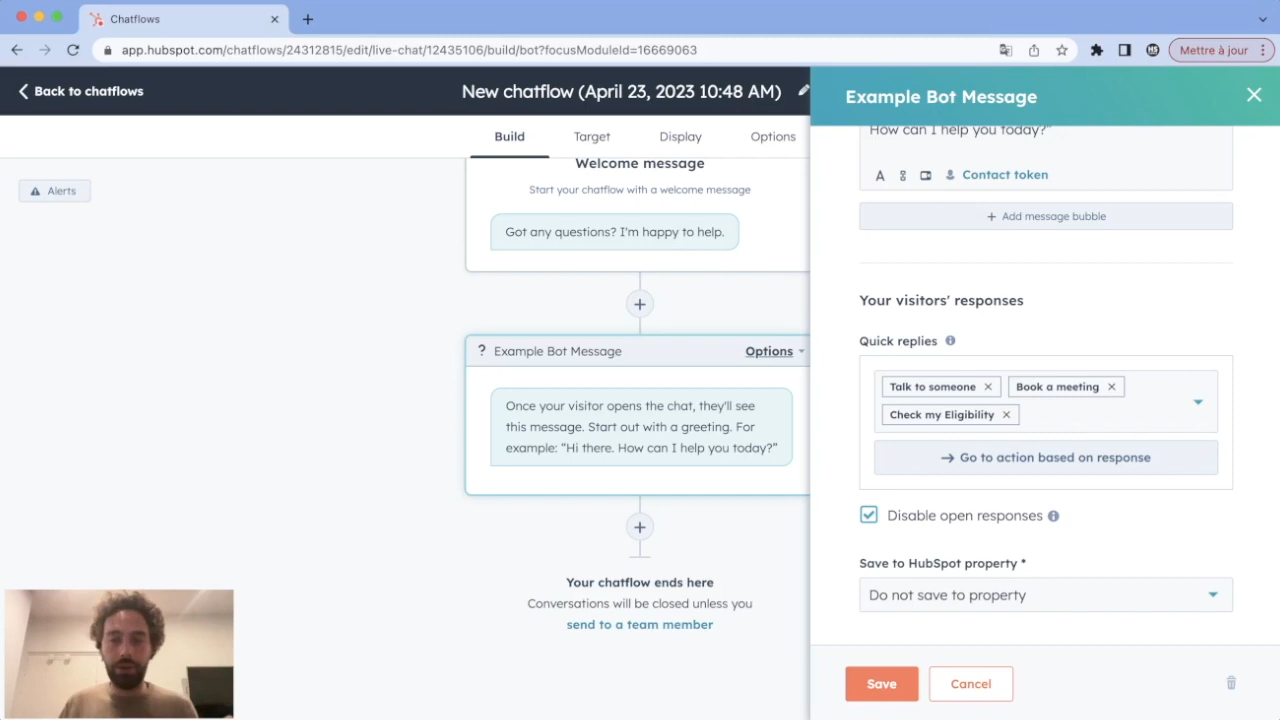 Chatflows
app.hubspot.com/chatflows/24312815/edit/live-chat/12435106/build/bot?focusModuleId=16669063
Mettre à jour
Back to chatflows
New chatflow (April 23, 2023 10:48 AM)
Build Target Display Options
Alerts
Welcome message
Start your chatflow with a welcome message
Got any questions? I'm happy to help.
? Example Bot Message Options
Once your visitor opens the chat, they'll see
this message. Start out with a greeting. For
example: “Hi there. How can I help you today?”
Your chatflow ends here
Conversations will be closed unless you
send to a team member
Example Bot Message
How can I help you today?”
A Contact token
+ Add message bubble
Your visitors' responses
Quick replies
Talk to someone Book a meeting
Check my Eligibility
→ Go to action based on response
Disable open responses
Save to HubSpot property *
Do not save to property
Save Cancel